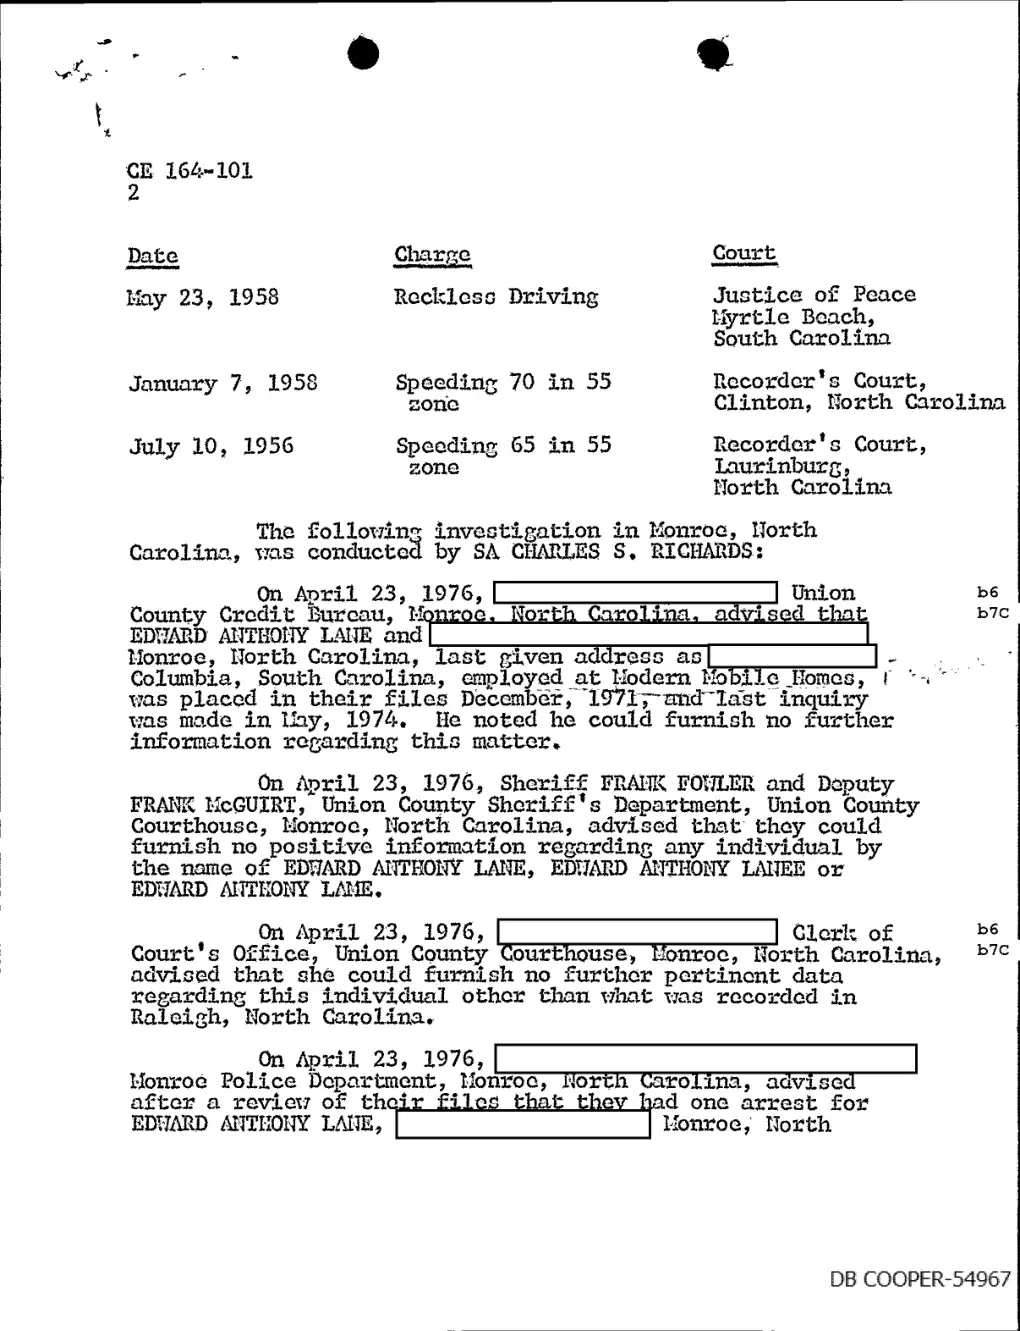 CE 164-101
2
Date Charge Court
May 23, 1958 Reckless Driving Justice of Peace
Myrtle Beach,
South Carolina
January 7, 1958 Speeding 70 in 55 Recorder's Court,
zone Clinton, North Carolina
July 10, 1956 Speeding 65 in 55 Recorder's Court,
zone Laurinburg,
North Carolina
The following investigation in Monroe, North
Carolina, was conducted by SA CHARLES S. RICHARDS:
On April 23, 1976, Union b6
County Credit Bureau, Monroe, North Carolina, advised that b7C
EDWARD ANTHONY LANE and
Monroe, North Carolina, last given address as
Columbia, South Carolina, employed at Modern Mobile Homes,
was placed in their files December, 1971, and last inquiry
was made in May, 1974. He noted he could furnish no further
information regarding this matter.
On April 23, 1976, Sheriff FRANK FOWLER and Deputy
FRANK McGUIRT, Union County Sheriff's Department, Union County
Courthouse, Monroe, North Carolina, advised that they could
furnish no positive information regarding any individual by
the name of EDWARD ANTHONY LANE, EDWARD ANTHONY LANEE or
EDWARD ANTHONY LAME.
On April 23, 1976, Clerk of b6
Court's Office, Union County Courthouse, Monroe, North Carolina, b7C
advised that she could furnish no further pertinent data
regarding this individual other than what was recorded in
Raleigh, North Carolina.
On April 23, 1976,
Monroe Police Department, Monroe, North Carolina, advised
after a review of their files that they had one arrest for
EDWARD ANTHONY LANE, Monroe, North
DB COOPER-54967